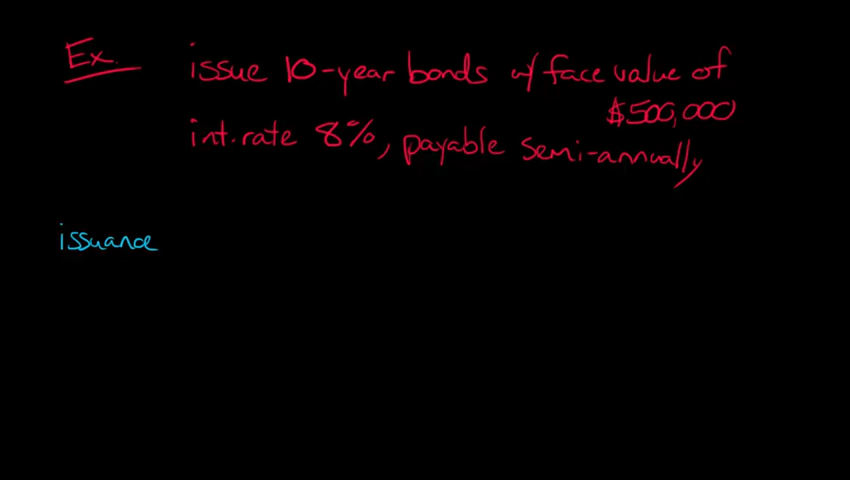 Ex:
issue 10-year bonds w/ face value of
$500,000
int. rate 8%, payable semi-annually
issuance